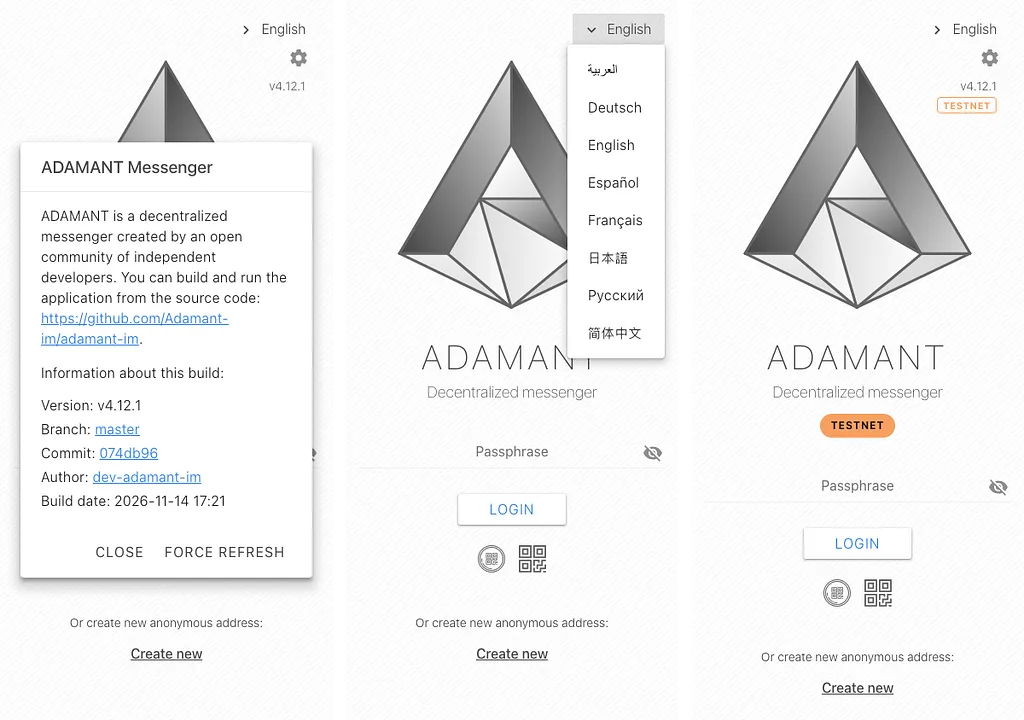 English
v4.12.1
ADAMANT Messenger
ADAMANT is a decentralized
messenger created by an open
community of independent
developers. You can build and run the
application from the source code:
https://github.com/Adamant-
im/adamant-im.
Information about this build:
Version: v4.12.1
Branch: master
Commit: 074db96
Author: dev-adamant-im
Build date: 2026-11-14 17:21
CLOSE FORCE REFRESH
Or create new anonymous address:
Create new
English
العربية
Deutsch
English
Español
Français
日本語
Русский
简体中文
ADAMANT
Decentralized messenger
Passphrase
LOGIN
Or create new anonymous address:
Create new
English
v4.12.1
TESTNET
ADAMANT
Decentralized messenger
TESTNET
Passphrase
LOGIN
Or create new anonymous address:
Create new